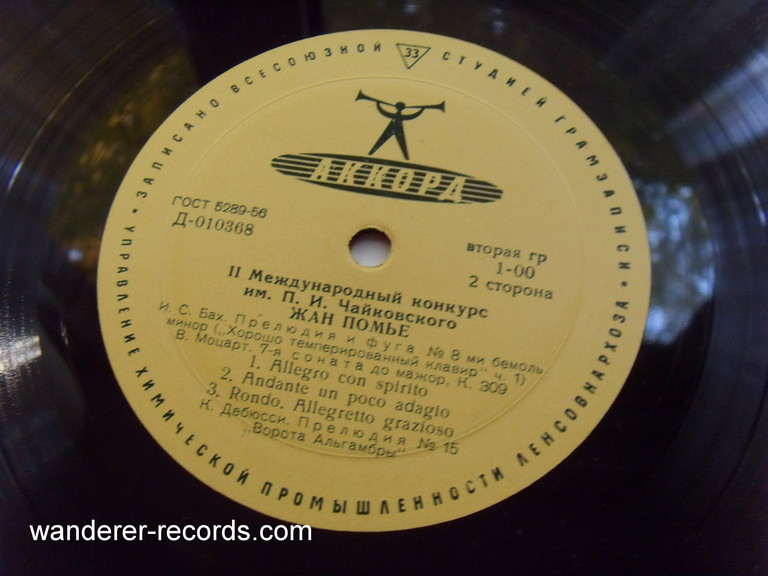 • ЗАПИСАНО ВСЕСОЮЗНОЙ 33 СТУДИЕЙ ГРАМЗАПИСИ •
АККОРД
ГОСТ 5289-56
Д-010368
вторая гр
1-00
2 сторона
II Международный конкурс
им. П. И. Чайковского
ЖАН ПОМЬЕ
И. С. Бах. Прелюдия и фуга № 8 ми бемоль
минор („Хорошо темперированный клавир" ч. 1)
В. Моцарт. 7-я соната до мажор, К. 309
1. Allegro con spirito
2. Andante un poco adagio
3. Rondo. Allegretto grazioso
К. Дебюсси. Прелюдия № 15
„Ворота Альгамбры"
УПРАВЛЕНИЕ ХИМИЧЕСКОЙ ПРОМЫШЛЕННОСТИ ЛЕНСОВНАРХОЗА
wanderer-records.com